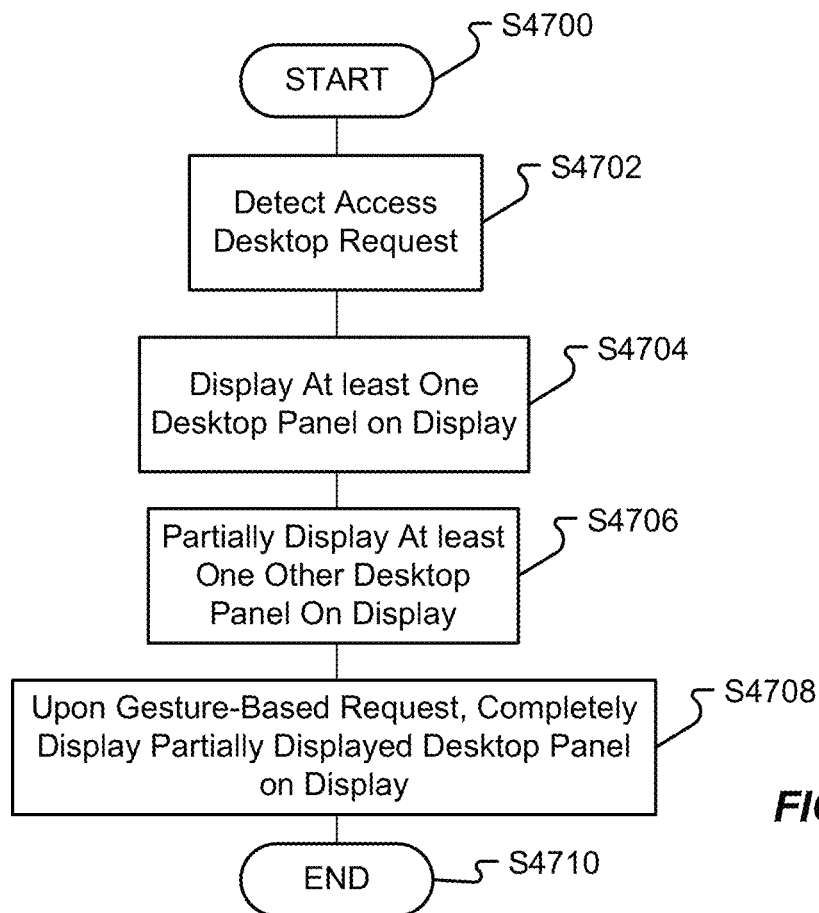 S4700
START
S4702
Detect Access
Desktop Request
S4704
Display At least One
Desktop Panel on Display
S4706
Partially Display At least
One Other Desktop
Panel On Display
S4708
Upon Gesture-Based Request, Completely
Display Partially Displayed Desktop Panel
on Display
S4710
END